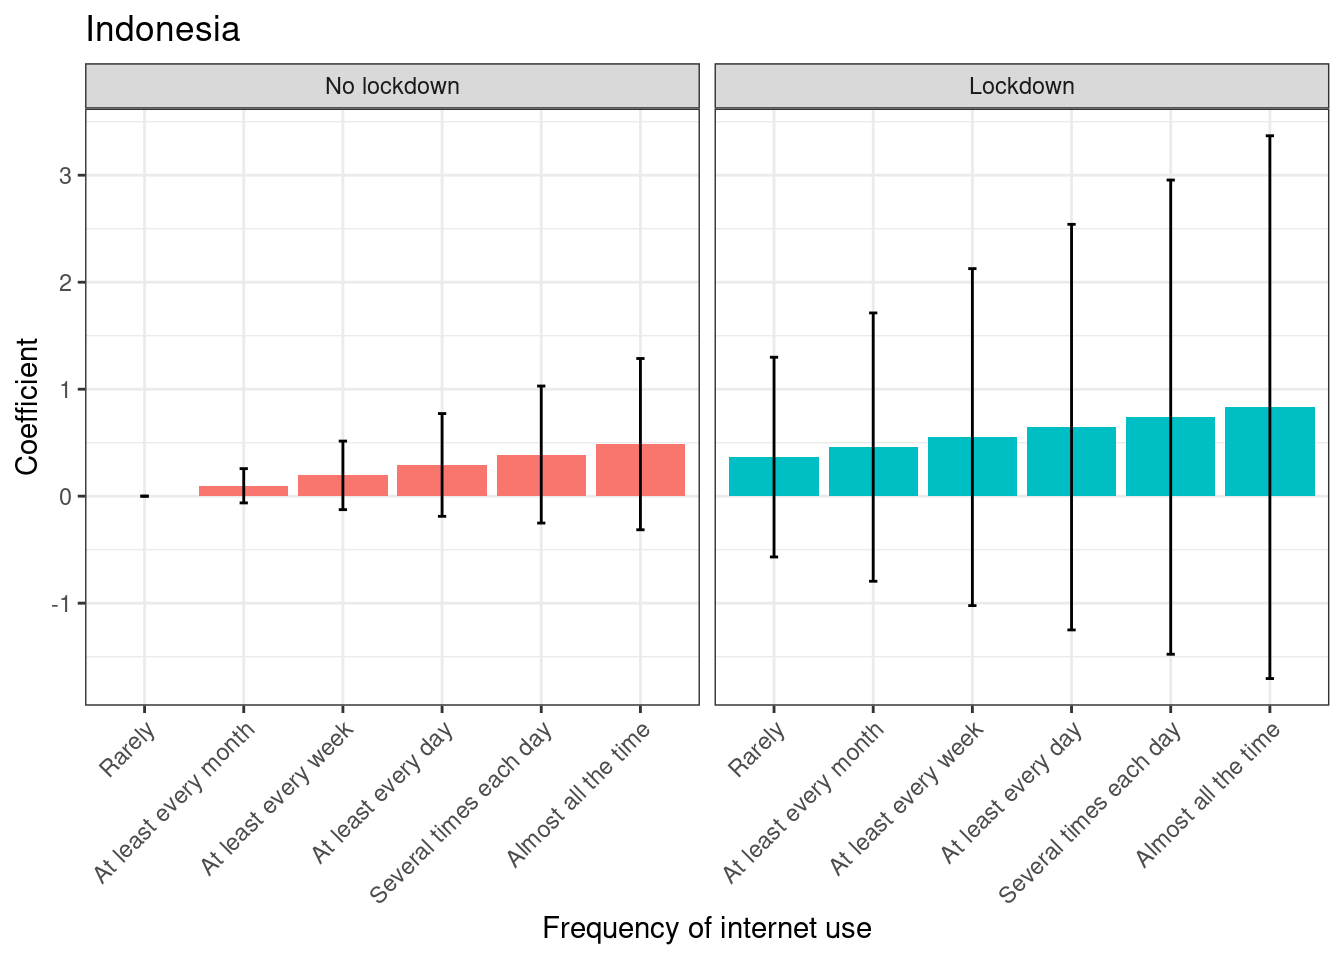 Indonesia
No lockdown
Lockdown
Coefficient
3
2
1
0
-1
Rarely
At least every month
At least every week
At least every day
Several times each day
Almost all the time
Rarely
At least every month
At least every week
At least every day
Several times each day
Almost all the time
Frequency of internet use